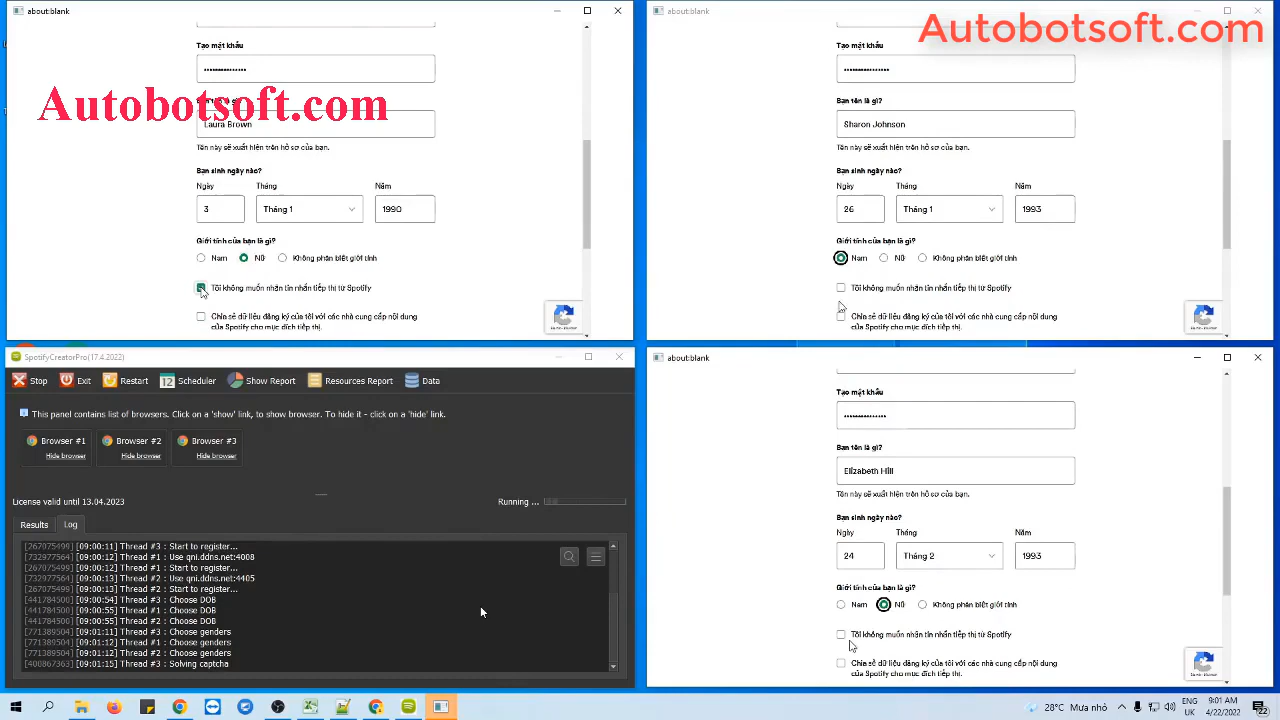 about:blank
Tạo mật khẩu
•••••••••••••••
Autobotsoft.com
Laura Brown
Tên này sẽ xuất hiện trên hồ sơ của bạn.
Bạn sinh ngày nào?
Ngày Tháng Năm
3 Tháng 1 1990
Giới tính của bạn là gì?
Nam Nữ Không phân biệt giới tính
Tôi không muốn nhận tin nhắn tiếp thị từ Spotify
Chia sẻ dữ liệu đăng ký của tôi với các nhà cung cấp nội dung
của Spotify cho mục đích tiếp thị.
about:blank
Autobotsoft.com
Tạo mật khẩu
•••••••••••••••
Bạn tên là gì?
Sharon Johnson
Tên này sẽ xuất hiện trên hồ sơ của bạn.
Bạn sinh ngày nào?
Ngày Tháng Năm
26 Tháng 1 1993
Giới tính của bạn là gì?
Nam Nữ Không phân biệt giới tính
Tôi không muốn nhận tin nhắn tiếp thị từ Spotify
Chia sẻ dữ liệu đăng ký của tôi với các nhà cung cấp nội dung
của Spotify cho mục đích tiếp thị.
SpotifyCreatorPro(17.4.2022)
Stop Exit Restart 12 Scheduler Show Report Resources Report Data
This panel contains list of browsers. Click on a 'show' link, to show browser. To hide it - click on a 'hide' link.
Browser #1 Browser #2 Browser #3
Hide browser Hide browser Hide browser
License valid until 13.04.2023 Running ...
Results Log
[267075499] [09:00:11] Thread #3 : Start to register...
[732977564] [09:00:12] Thread #1 : Use qni.ddns.net:4008
[267075499] [09:00:12] Thread #1 : Start to register...
[732977564] [09:00:13] Thread #2 : Use qni.ddns.net:4405
[267075499] [09:00:13] Thread #2 : Start to register...
[441784500] [09:00:54] Thread #3 : Choose DOB
[441784500] [09:00:55] Thread #1 : Choose DOB
[441784500] [09:00:55] Thread #2 : Choose DOB
[771389504] [09:01:11] Thread #3 : Choose genders
[771389504] [09:01:12] Thread #1 : Choose genders
[771389504] [09:01:12] Thread #2 : Choose genders
[400867363] [09:01:15] Thread #3 : Solving captcha
about:blank
Tạo mật khẩu
•••••••••••••••
Bạn tên là gì?
Elizabeth Hill
Tên này sẽ xuất hiện trên hồ sơ của bạn.
Bạn sinh ngày nào?
Ngày Tháng Năm
24 Tháng 2 1993
Giới tính của bạn là gì?
Nam Nữ Không phân biệt giới tính
Tôi không muốn nhận tin nhắn tiếp thị từ Spotify
Chia sẻ dữ liệu đăng ký của tôi với các nhà cung cấp nội dung
của Spotify cho mục đích tiếp thị.
28°C Mưa nhỏ ENG 9:01 AM
UK 4/22/2022 22